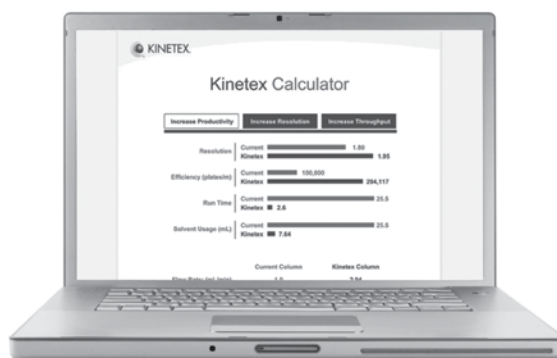 KINETEX
Kinetex Calculator
Increase Productivity Increase Resolution Increase Throughput
Resolution
Current 1.80
Kinetex 1.95
Efficiency (plates/m)
Current 100,000
Kinetex 294,117
Run Time
Current 25.5
Kinetex 2.6
Solvent Usage (mL)
Current 25.5
Kinetex 7.64
Current Column Kinetex Column